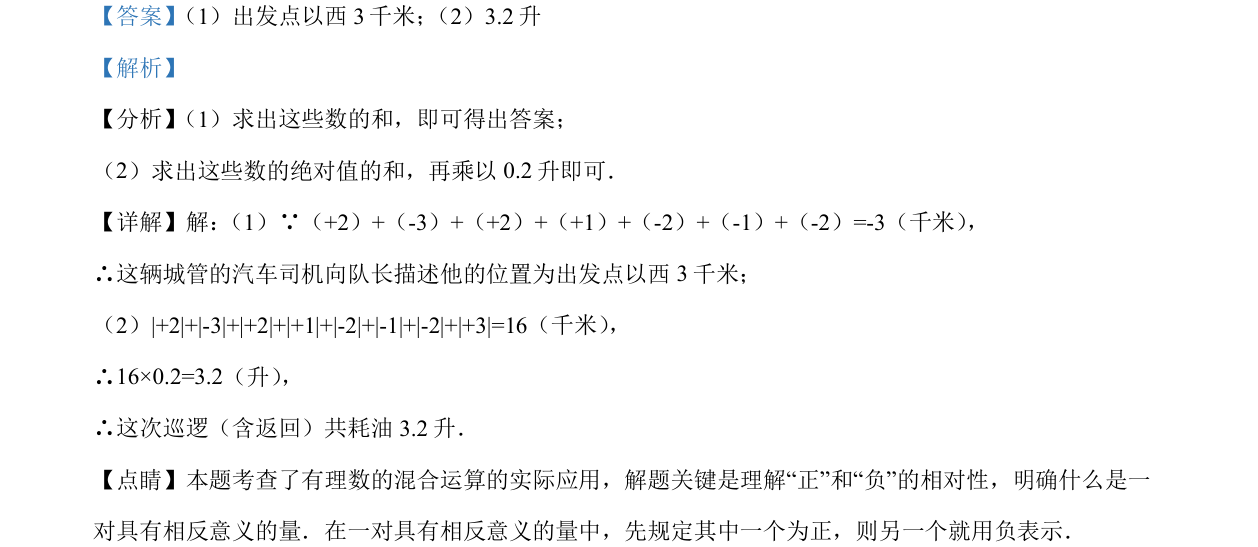 【答案】（1）出发点以西 3 千米；（2）3.2 升
【解析】
【分析】（1）求出这些数的和，即可得出答案；
（2）求出这些数的绝对值的和，再乘以 0.2 升即可．
【详解】解：（1）∵（+2）+（-3）+（+2）+（+1）+（-2）+（-1）+（-2）=-3（千米），
∴这辆城管的汽车司机向队长描述他的位置为出发点以西 3 千米；
（2）|+2|+|-3|+|+2|+|+1|+|-2|+|-1|+|-2|+|+3|=16（千米），
∴16×0.2=3.2（升），
∴这次巡逻（含返回）共耗油 3.2 升．
【点睛】本题考查了有理数的混合运算的实际应用，解题关键是理解“正”和“负”的相对性，明确什么是一
对具有相反意义的量．在一对具有相反意义的量中，先规定其中一个为正，则另一个就用负表示．